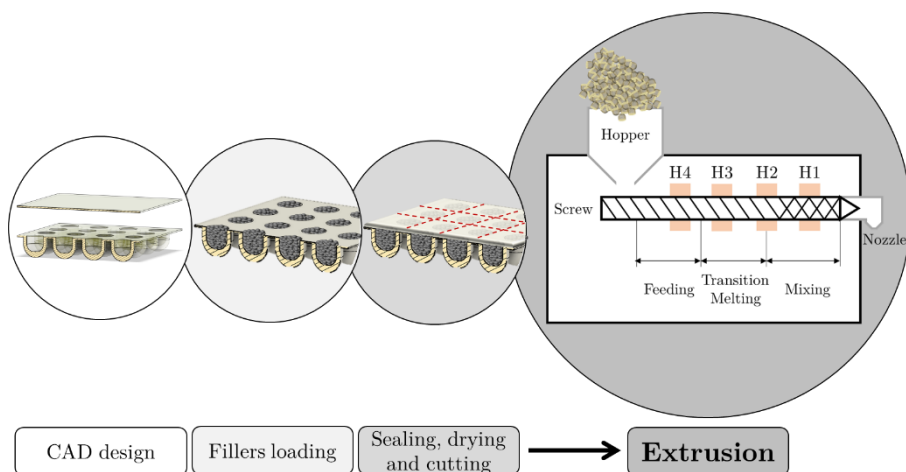 Hopper
H4 H3 H2 H1
Screw
Nozzle
Feeding
Transition
Melting
Mixing
CAD design
Fillers loading
Sealing, drying
and cutting
Extrusion